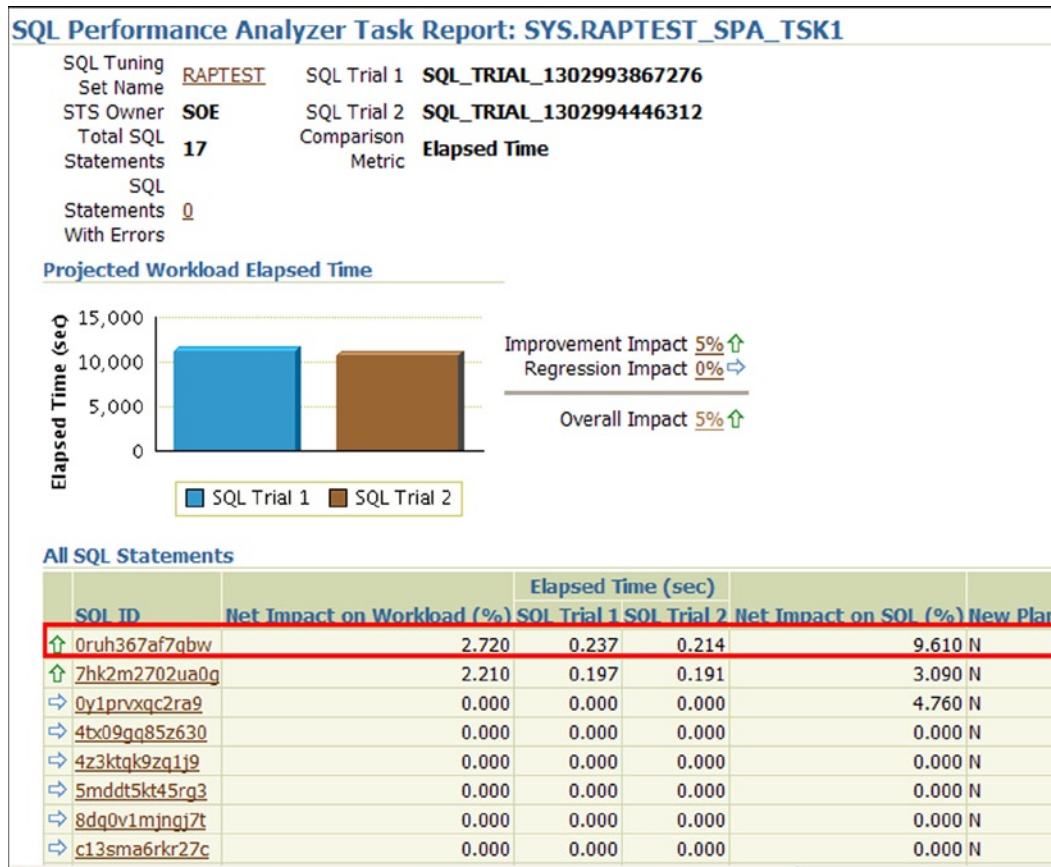 SQL Performance Analyzer Task Report: SYS.RAPTEST_SPA_TSK1
SQL Tuning Set Name RAPTEST
STS Owner SOE
Total SQL Statements 17
SQL Statements With Errors 0
SQL Trial 1 SQL_TRIAL_1302993867276
SQL Trial 2 SQL_TRIAL_1302994446312
Comparison Metric Elapsed Time
Projected Workload Elapsed Time
Elapsed Time (sec)
15,000
10,000
5,000
0
SQL Trial 1 SQL Trial 2
Improvement Impact 5%
Regression Impact 0%
Overall Impact 5%
All SQL Statements
Elapsed Time (sec)
SQL ID Net Impact on Workload (%) SQL Trial 1 SQL Trial 2 Net Impact on SQL (%) New Plan
0ruh367af7qbw 2.720 0.237 0.214 9.610 N
7hk2m2702ua0g 2.210 0.197 0.191 3.090 N
0y1prvxqc2ra9 0.000 0.000 0.000 4.760 N
4tx09gq85z630 0.000 0.000 0.000 0.000 N
4z3ktqk9zq1j9 0.000 0.000 0.000 0.000 N
5mddt5kt45rg3 0.000 0.000 0.000 0.000 N
8dq0v1mjngj7t 0.000 0.000 0.000 0.000 N
c13sma6rkr27c 0.000 0.000 0.000 0.000 N